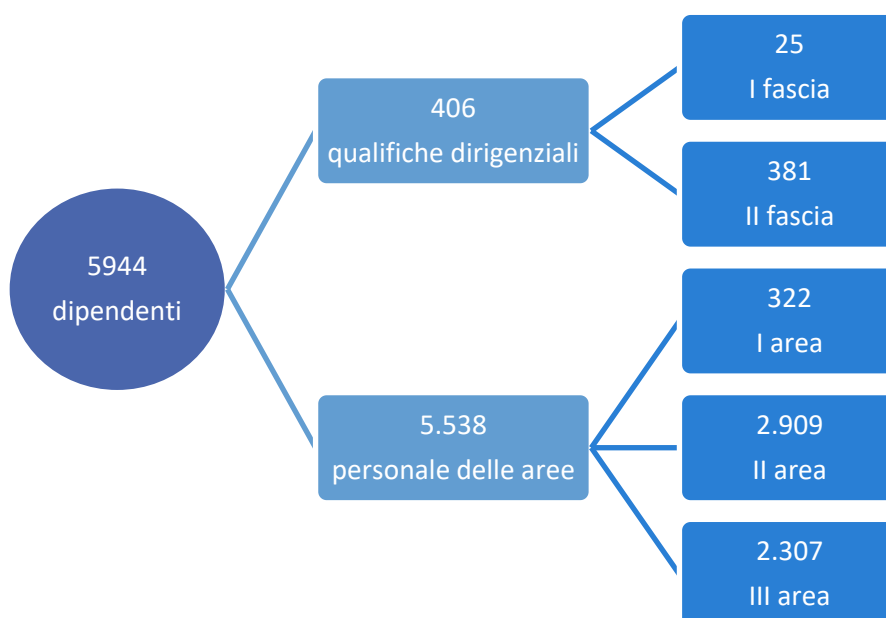 5944
dipendenti
406
qualifiche dirigenziali
25
I fascia
381
II fascia
5.538
personale delle aree
322
I area
2.909
II area
2.307
III area